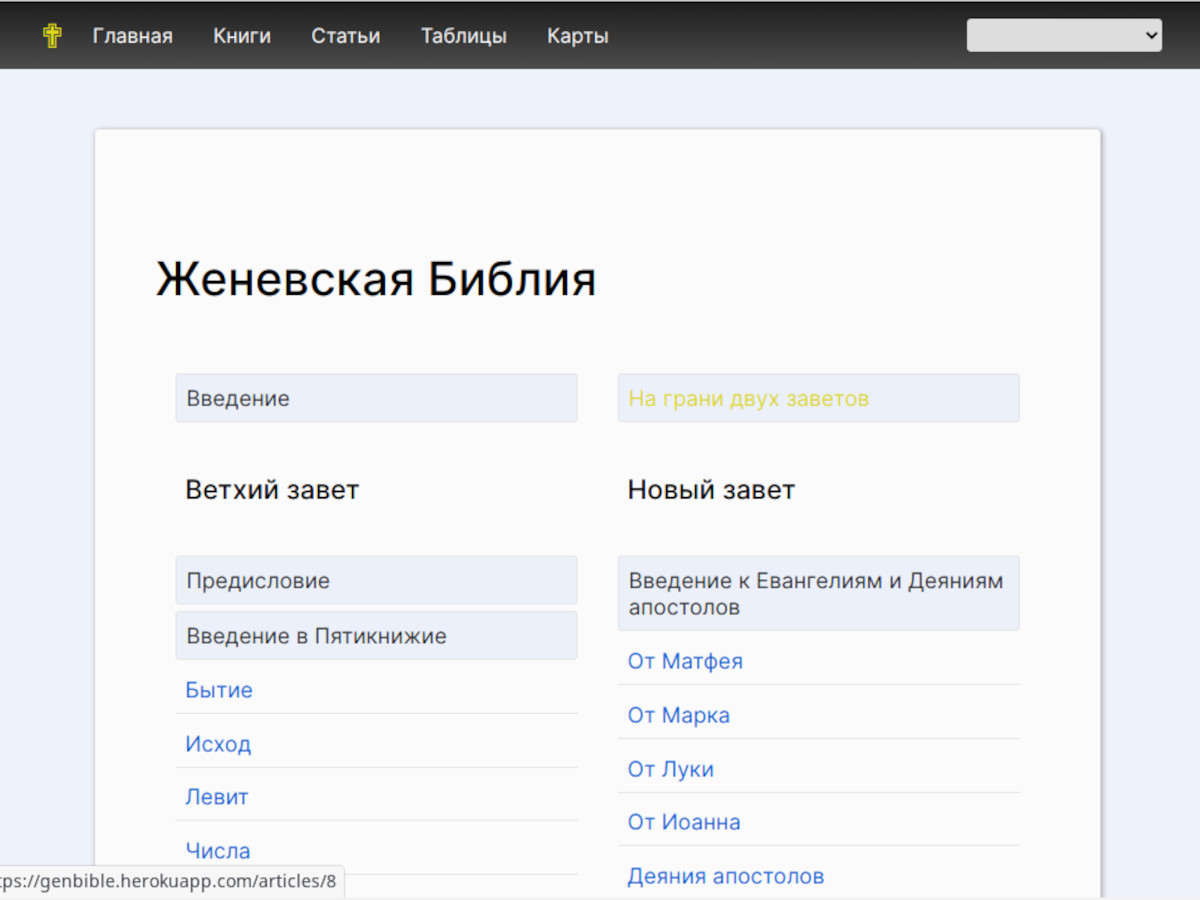 Главная Книги Статьи Таблицы Карты
Женевская Библия
Введение
На грани двух заветов
Ветхий завет
Предисловие
Введение в Пятикнижие
Бытие
Исход
Левит
Числа
Новый завет
Введение к Евангелиям и Деяниям
апостолов
От Матфея
От Марка
От Луки
От Иоанна
Деяния апостолов
tps://genbible.herokuapp.com/articles/8